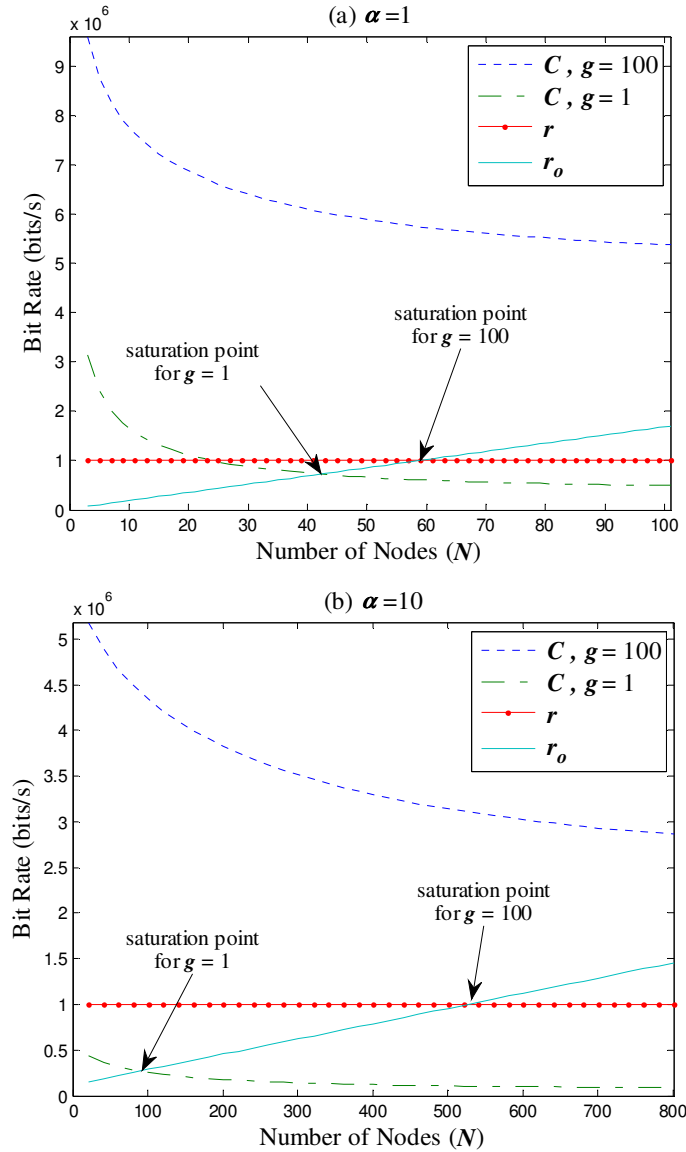 (a) α=1
x 10^6
9
8
7
6
5
4
3
2
1
0
Bit Rate (bits/s)
C , g = 100
C , g = 1
r
r_o
saturation point
for g = 100
saturation point
for g = 1
0 10 20 30 40 50 60 70 80 90 100
Number of Nodes (N)
(b) α=10
x 10^6
5
4.5
4
3.5
3
2.5
2
1.5
1
0.5
0
Bit Rate (bits/s)
C , g = 100
C , g = 1
r
r_o
saturation point
for g = 100
saturation point
for g = 1
0 100 200 300 400 500 600 700 800
Number of Nodes (N)